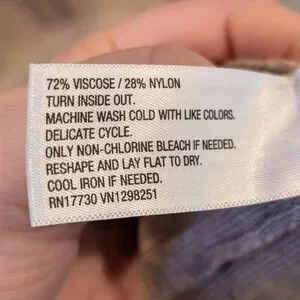 72% VISCOSE / 28% NYLON
TURN INSIDE OUT.
MACHINE WASH COLD WITH LIKE COLORS.
DELICATE CYCLE.
ONLY NON-CHLORINE BLEACH IF NEEDED.
RESHAPE AND LAY FLAT TO DRY.
COOL IRON IF NEEDED.
RN17730 VN1298251